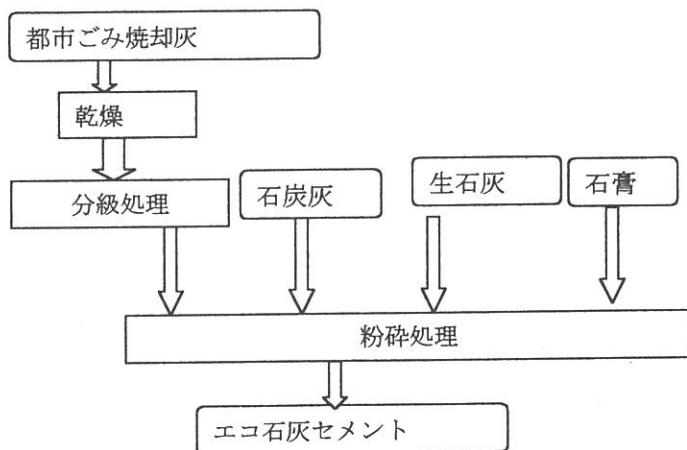 都市ごみ焼却灰
乾燥
分級処理
石炭灰
生石灰
石膏
粉砕処理
エコ石灰セメント